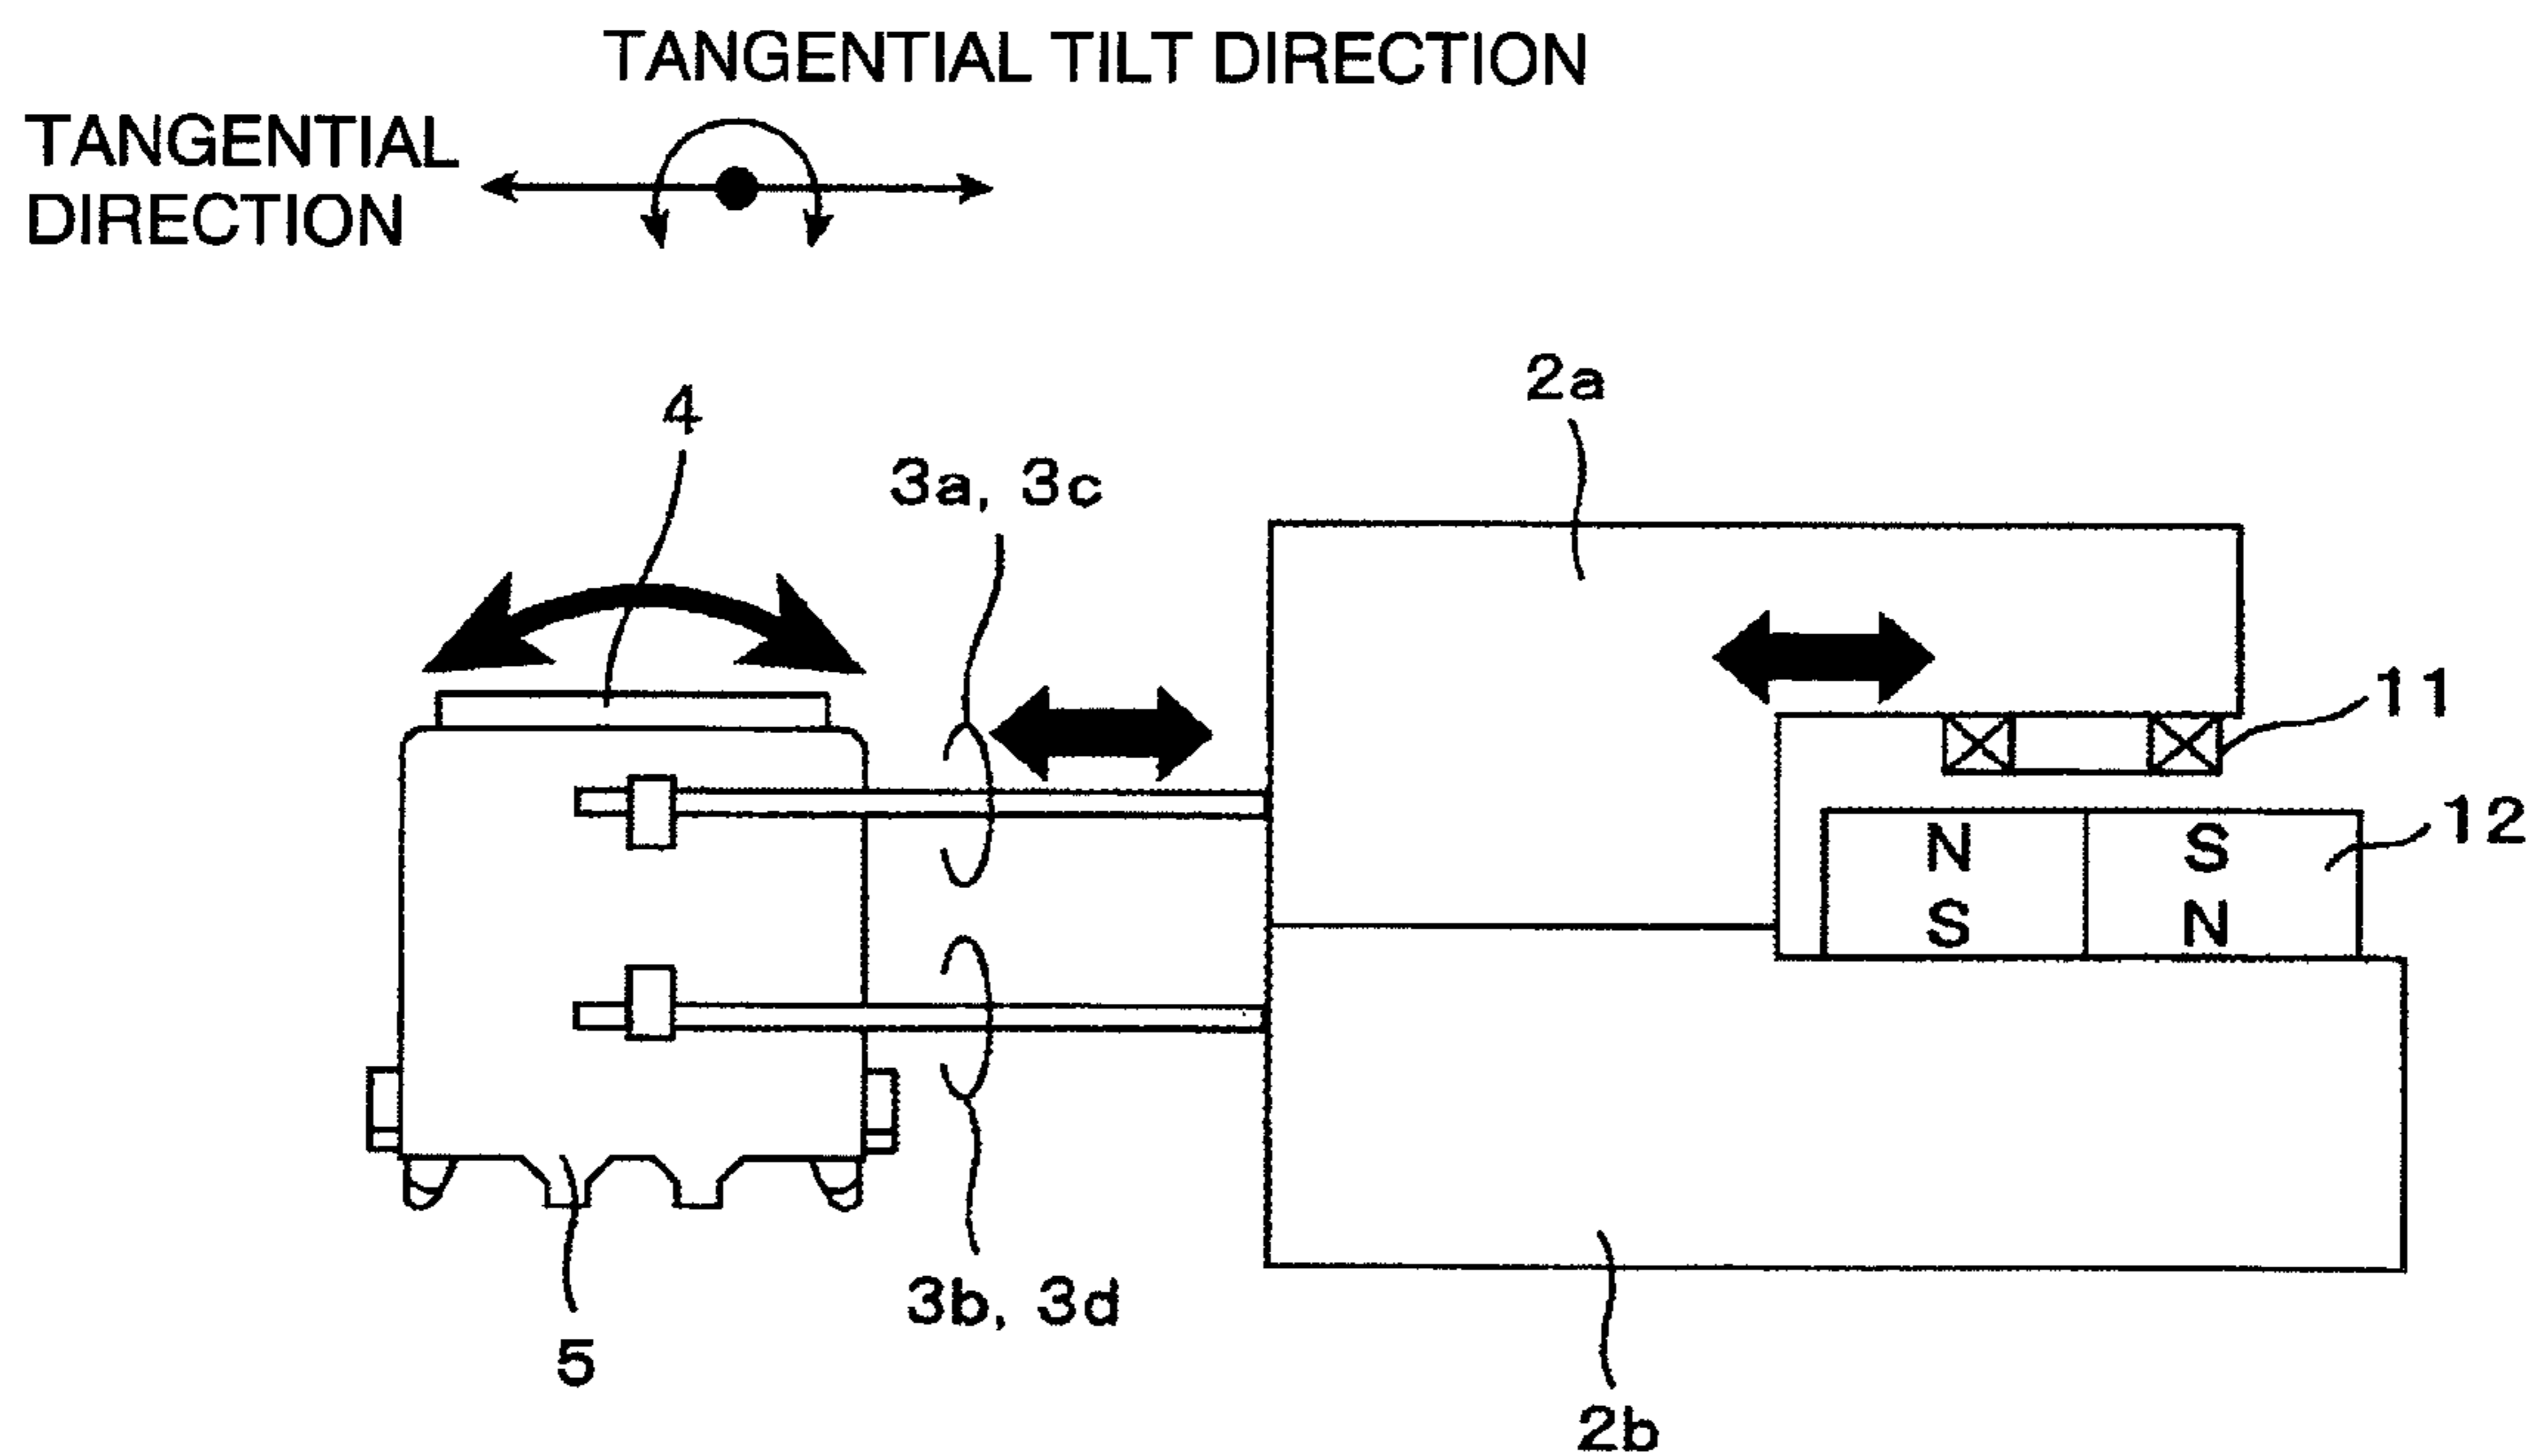 TANGENTIAL TILT DIRECTION
TANGENTIAL
DIRECTION
2a
4
3a, 3c
11
12
N
S
S
N
3b, 3d
5
2b